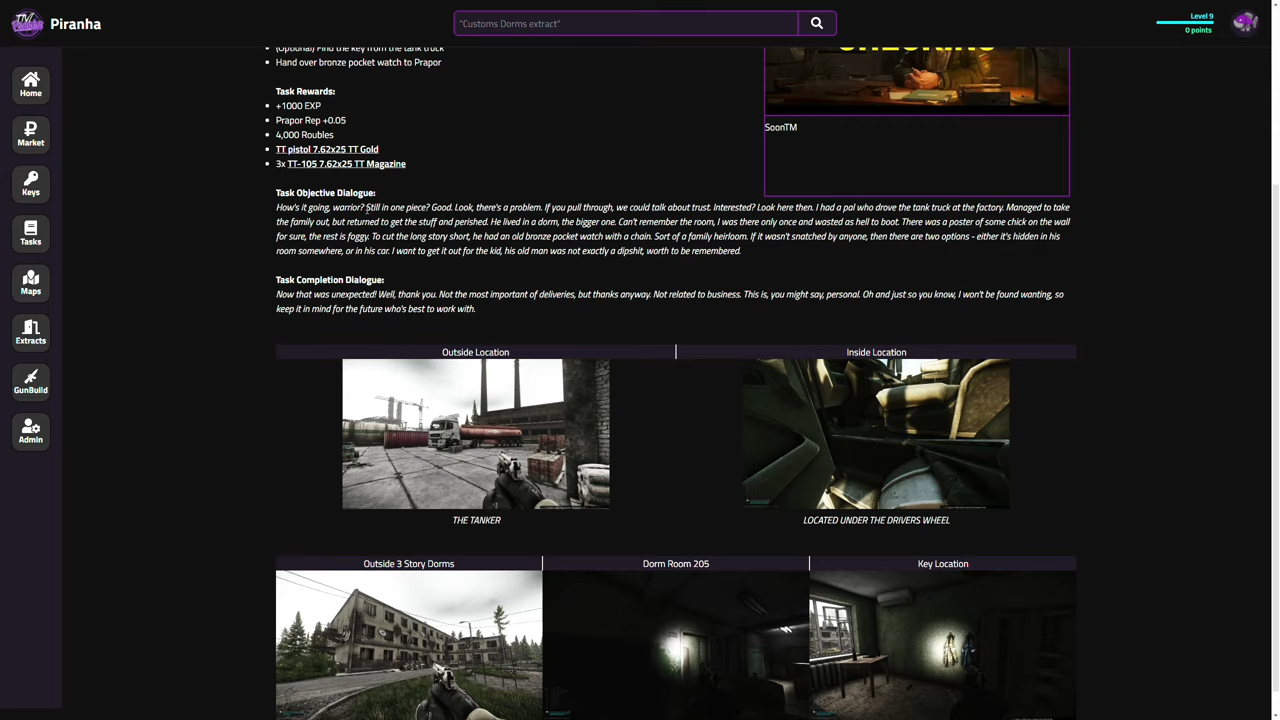 Piranha
"Customs Dorms extract"
Level 9
0 points
Home
Market
Keys
Tasks
Maps
Extracts
GunBuild
Admin
(Optional) Find the key from the tank truck
Hand over bronze pocket watch to Prapor
Task Rewards:
+1000 EXP
Prapor Rep +0.05
4,000 Roubles
TT pistol 7.62x25 TT Gold
3x TT-105 7.62x25 TT Magazine
CHECKING
SoonTM
Task Objective Dialogue:
How's it going, warrior? Still in one piece? Good. Look, there's a problem. If you pull through, we could talk about trust. Interested? Look here then. I had a pal who drove the tank truck at the factory. Managed to take
the family out, but returned to get the stuff and perished. He lived in a dorm, the bigger one. Can't remember the room, I was there only once and wasted as hell to boot. There was a poster of some chick on the wall
for sure, the rest is foggy. To cut the long story short, he had an old bronze pocket watch with a chain. Sort of a family heirloom. If it wasn't snatched by anyone, then there are two options - either it's hidden in his
room somewhere, or in his car. I want to get it out for the kid, his old man was not exactly a dipshit, worth to be remembered.
Task Completion Dialogue:
Now that was unexpected! Well, thank you. Not the most important of deliveries, but thanks anyway. Not related to business. This is, you might say, personal. Oh and just so you know, I won't be found wanting, so
keep it in mind for the future who's best to work with.
Outside Location
Inside Location
THE TANKER
LOCATED UNDER THE DRIVERS WHEEL
Outside 3 Story Dorms
Dorm Room 205
Key Location